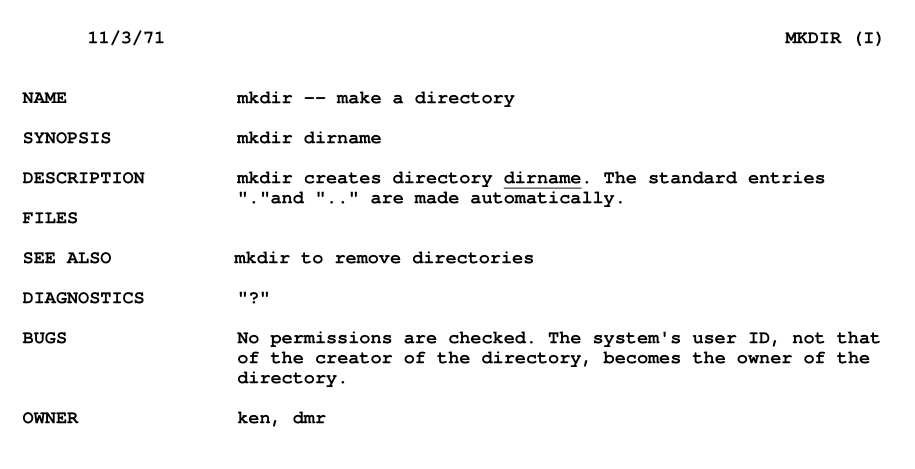 11/3/71 MKDIR (I)
NAME mkdir -- make a directory
SYNOPSIS mkdir dirname
DESCRIPTION mkdir creates directory dirname. The standard entries
"."and ".." are made automatically.
FILES
SEE ALSO mkdir to remove directories
DIAGNOSTICS "?"
BUGS No permissions are checked. The system's user ID, not that
of the creator of the directory, becomes the owner of the
directory.
OWNER ken, dmr